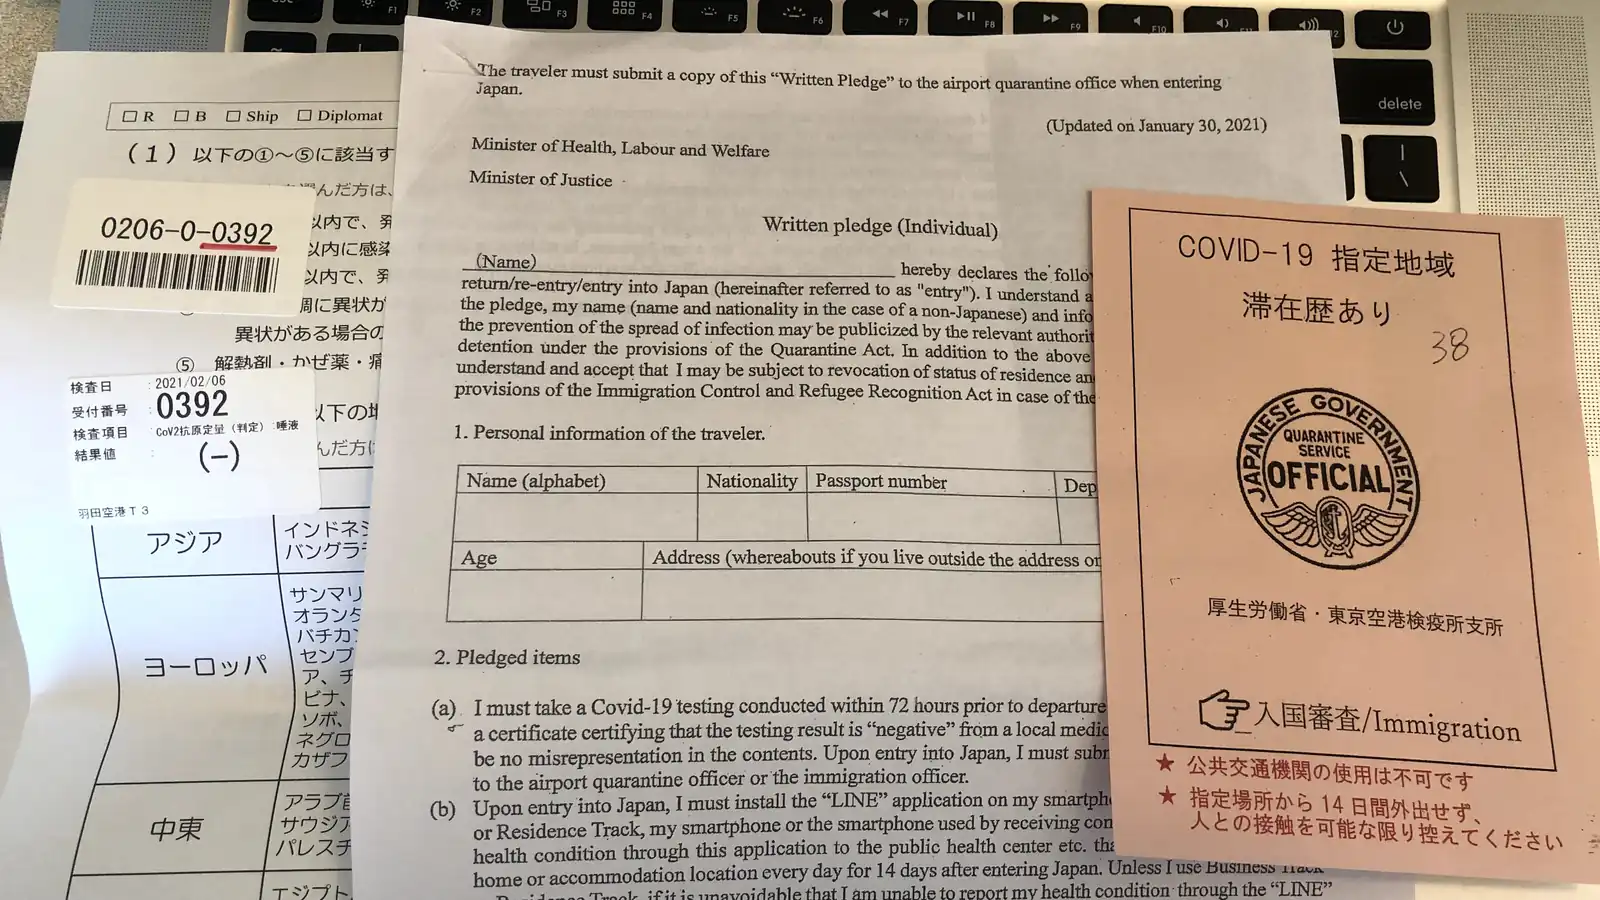 F1
F2
F3
F4
F5
F6
F7
F8
F9
F10
delete
R B Ship Diplomat
(1) 以下の①~⑤に該当す
んだ方は、
0206-0-0392
以内で、発
以内に感染
以内で、発
調に異状が
異状がある場合の
⑤ 解熱剤・かぜ薬・痛
検査日 : 2021/02/06
受付番号 : 0392
検査項目 : CoV2抗原定量(判定) : 唾液
結果値 : (-)
羽田空港T3
以下の地
んだ方に
アジア
インドネシ
バングラデ
ヨーロッパ
サンマリ
オランダ
バチカン
センブ
ア、チ
ビナ、
ソボ、
ネグロ
カザフ
中東
アラブ首
サウジア
パレスチ
エジプト
The traveler must submit a copy of this “Written Pledge” to the airport quarantine office when entering
Japan.
(Updated on January 30, 2021)
Minister of Health, Labour and Welfare
Minister of Justice
Written pledge (Individual)
(Name) hereby declares the follo
return/re-entry/entry into Japan (hereinafter referred to as "entry"). I understand a
the pledge, my name (name and nationality in the case of a non-Japanese) and info
the prevention of the spread of infection may be publicized by the relevant authorit
detention under the provisions of the Quarantine Act. In addition to the above
understand and accept that I may be subject to revocation of status of residence an
provisions of the Immigration Control and Refugee Recognition Act in case of the
1. Personal information of the traveler.
Name (alphabet) Nationality Passport number Dep
Age Address (whereabouts if you live outside the address or
2. Pledged items
(a) I must take a Covid-19 testing conducted within 72 hours prior to departure
a certificate certifying that the testing result is “negative” from a local medic
be no misrepresentation in the contents. Upon entry into Japan, I must subm
to the airport quarantine officer or the immigration officer.
(b) Upon entry into Japan, I must install the “LINE” application on my smartph
or Residence Track, my smartphone or the smartphone used by receiving con
health condition through this application to the public health center etc. tha
home or accommodation location every day for 14 days after entering Japan. Unless I use Business Track
Residence Track, if it is unavoidable that I am unable to report my health condition through the “LINE”
COVID-19 指定地域
滞在歴あり
38
JAPANESE GOVERNMENT
QUARANTINE
SERVICE
OFFICIAL
厚生労働省・東京空港検疫所支所
入国審査/Immigration
★ 公共交通機関の使用は不可です
★ 指定場所から14日間外出せず、
人との接触を可能な限り控えてください